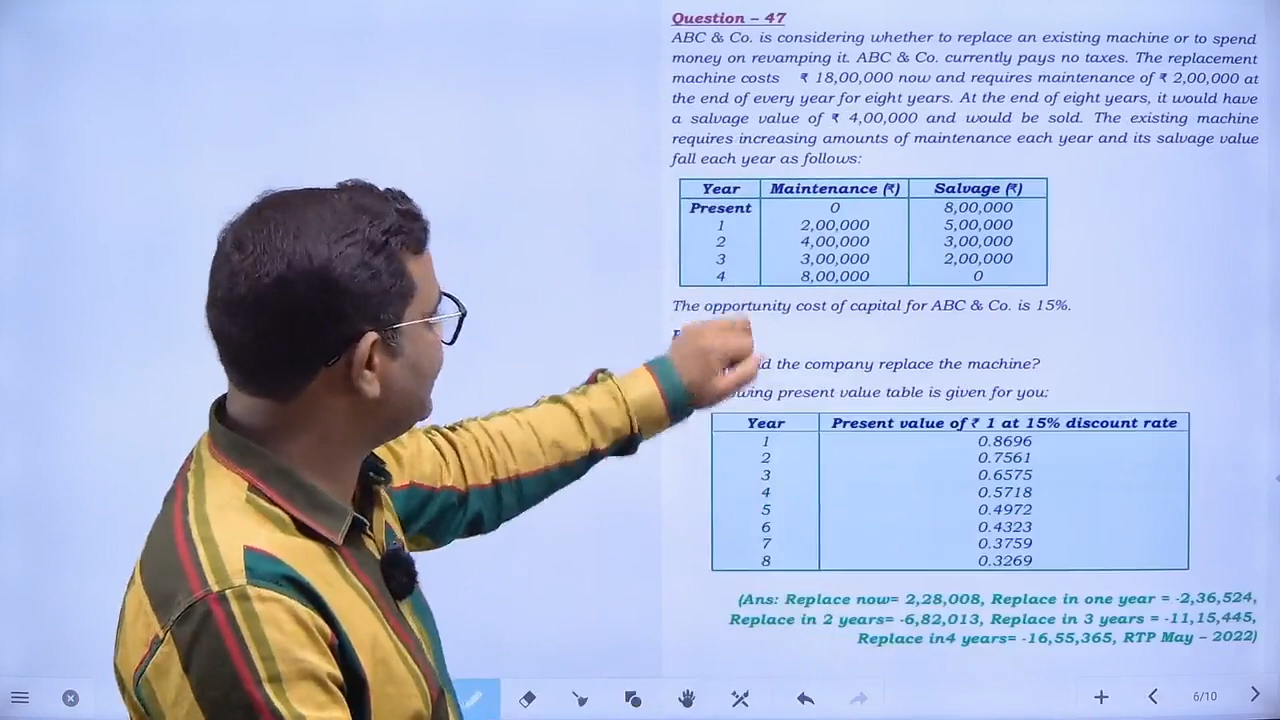 Question – 47
ABC & Co. is considering whether to replace an existing machine or to spend
money on revamping it. ABC & Co. currently pays no taxes. The replacement
machine costs ₹ 18,00,000 now and requires maintenance of ₹ 2,00,000 at
the end of every year for eight years. At the end of eight years, it would have
a salvage value of ₹ 4,00,000 and would be sold. The existing machine
requires increasing amounts of maintenance each year and its salvage value
fall each year as follows:
Year Maintenance (₹) Salvage (₹)
Present 0 8,00,000
1 2,00,000 5,00,000
2 4,00,000 3,00,000
3 3,00,000 2,00,000
4 8,00,000 0
The opportunity cost of capital for ABC & Co. is 15%.
the company replace the machine?
present value table is given for you:
Year Present value of ₹ 1 at 15% discount rate
1 0.8696
2 0.7561
3 0.6575
4 0.5718
5 0.4972
6 0.4323
7 0.3759
8 0.3269
(Ans: Replace now= 2,28,008, Replace in one year = -2,36,524,
Replace in 2 years= -6,82,013, Replace in 3 years = -11,15,445,
Replace in4 years= -16,55,365, RTP May – 2022)
6/10